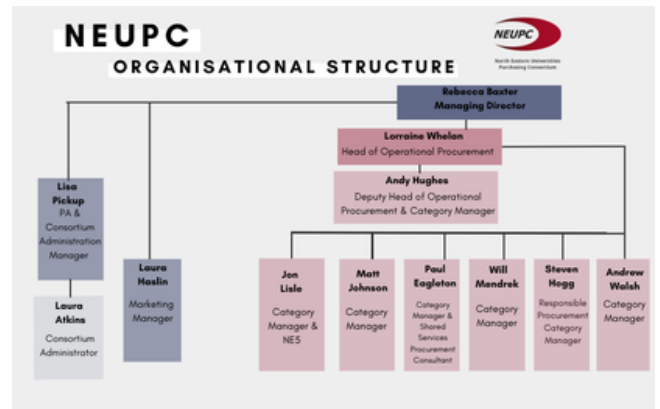 NEUPC
ORGANISATIONAL STRUCTURE
NEUPC
North Eastern Universities
Purchasing Consortium
Rebecca Baxter
Managing Director
Lorraine Whelan
Head of Operational Procurement
Andy Hughes
Deputy Head of Operational
Procurement & Category Manager
Lisa
Pickup
PA &
Consortium
Administration
Manager
Laura
Atkins
Consortium
Administrator
Laura
Haslin
Marketing
Manager
Jon
Lisle
Category
Manager &
NES
Matt
Johnson
Category
Manager
Paul
Eagleton
Category
Manager &
Shared
Services
Procurement
Consultant
Will
Mendrek
Category
Manager
Steven
Hogg
Responsible
Procurement
Category
Manager
Andrew
Walsh
Category
Manager